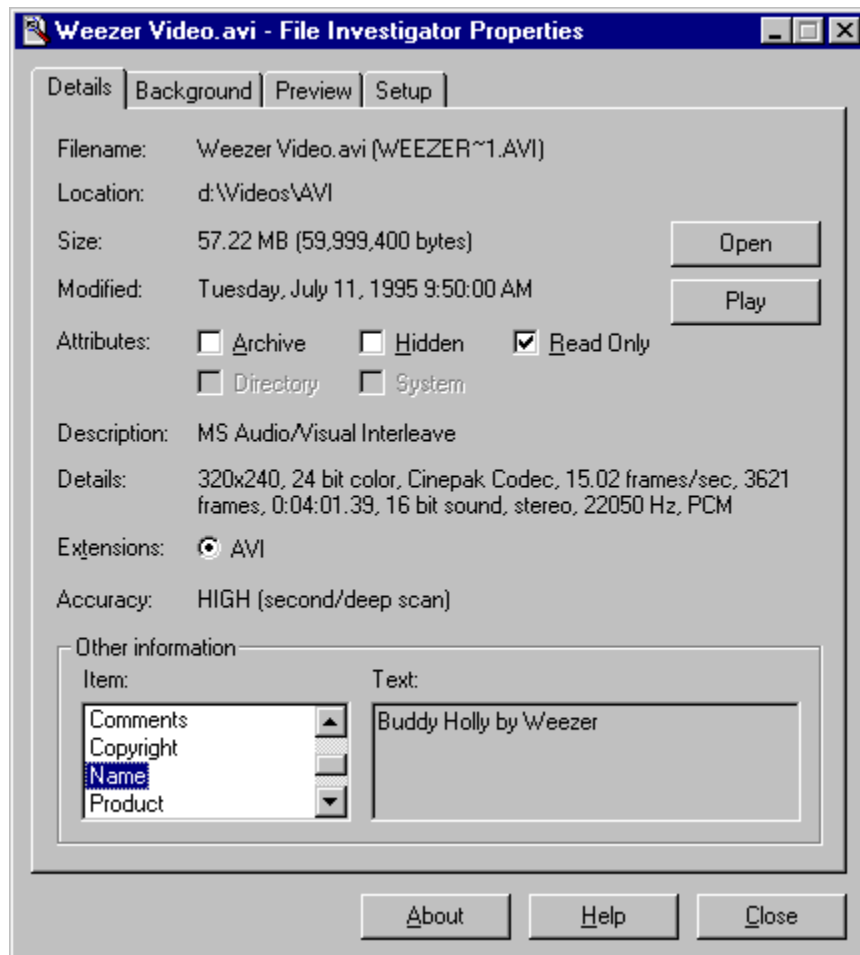 Weezer Video.avi - File Investigator Properties
Details Background Preview Setup
Filename: Weezer Video.avi (WEEZER~1.AVI)
Location: d:\Videos\AVI
Size: 57.22 MB (59,999,400 bytes)
Open
Modified: Tuesday, July 11, 1995 9:50:00 AM
Play
Attributes: Archive Hidden Read Only
Directory System
Description: MS Audio/Visual Interleave
Details: 320x240, 24 bit color, Cinepak Codec, 15.02 frames/sec, 3621
frames, 0:04:01.39, 16 bit sound, stereo, 22050 Hz, PCM
Extensions: AVI
Accuracy: HIGH (second/deep scan)
Other information
Item: Text:
Comments Buddy Holly by Weezer
Copyright
Name
Product
About Help Close